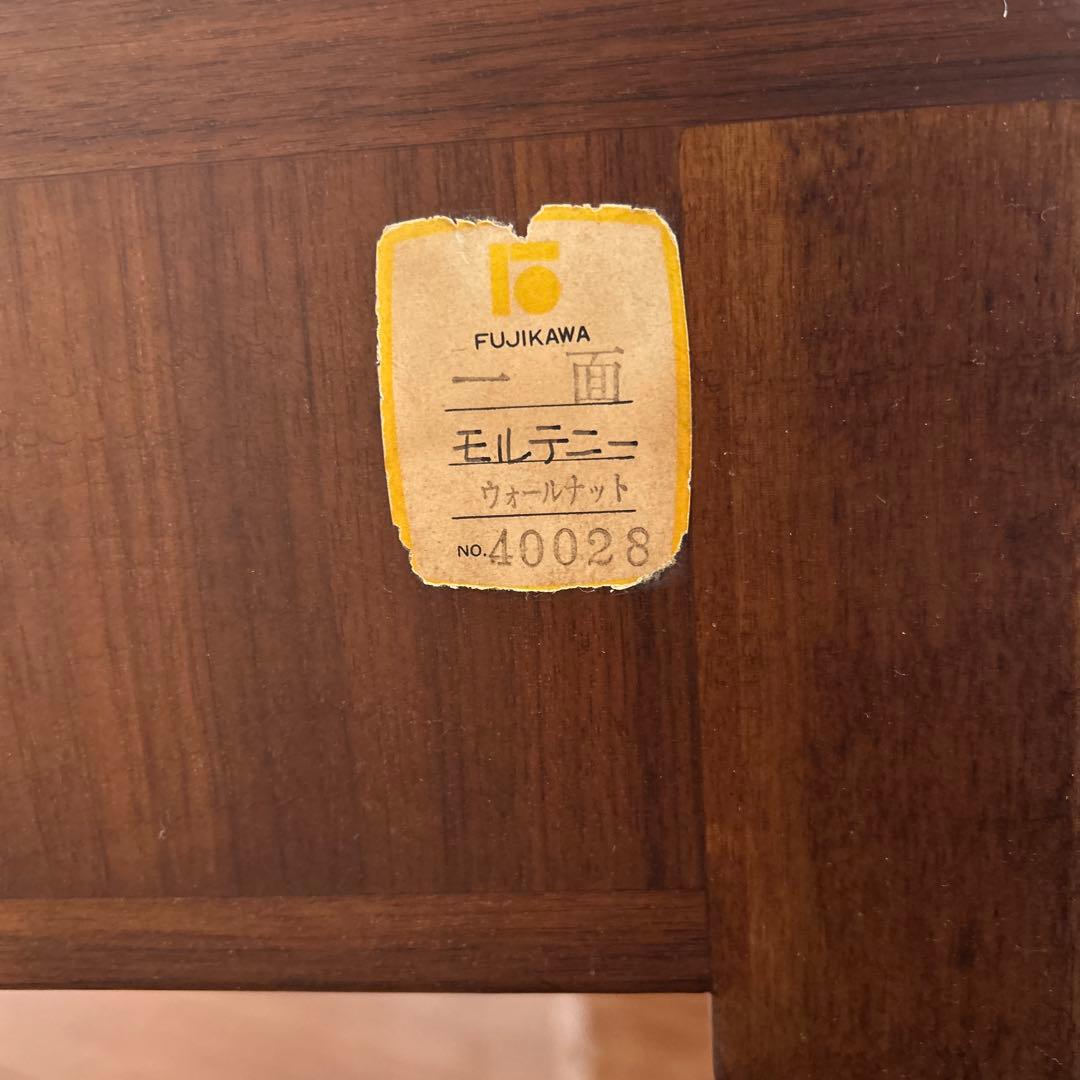 FUJIKAWA
一 面
モルテニー
ウォールナット
NO.40028